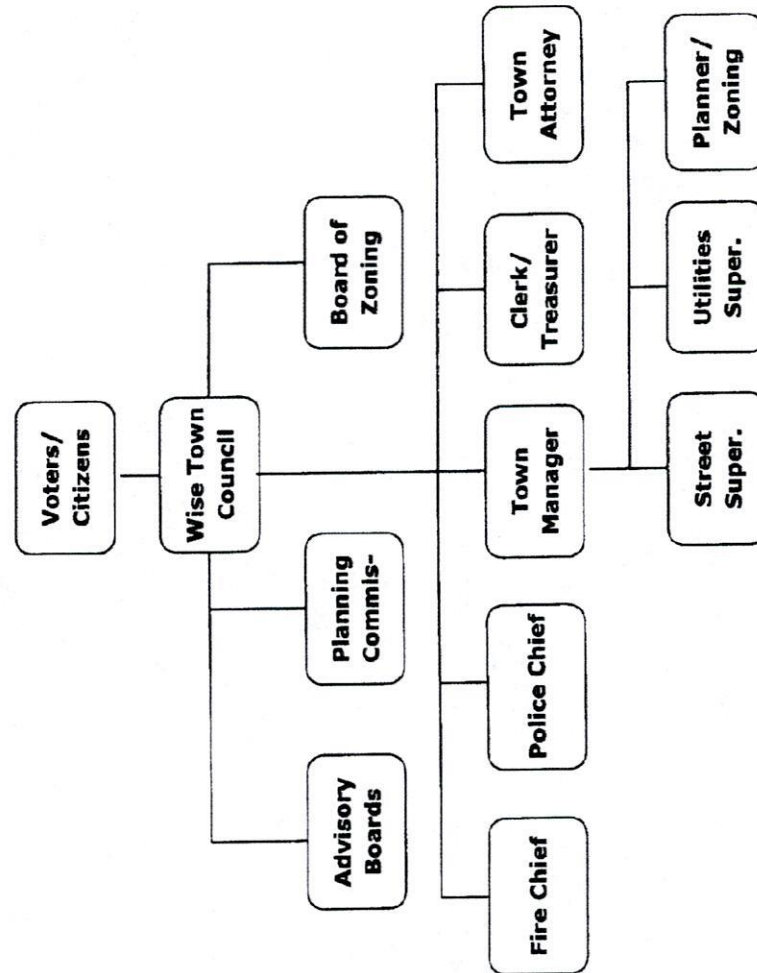 Voters/
Citizens
Wise Town
Council
Advisory
Boards
Planning
Commis-
Board of
Zoning
Fire Chief
Police Chief
Town
Manager
Clerk/
Treasurer
Town
Attorney
Street
Super.
Utilities
Super.
Planner/
Zoning